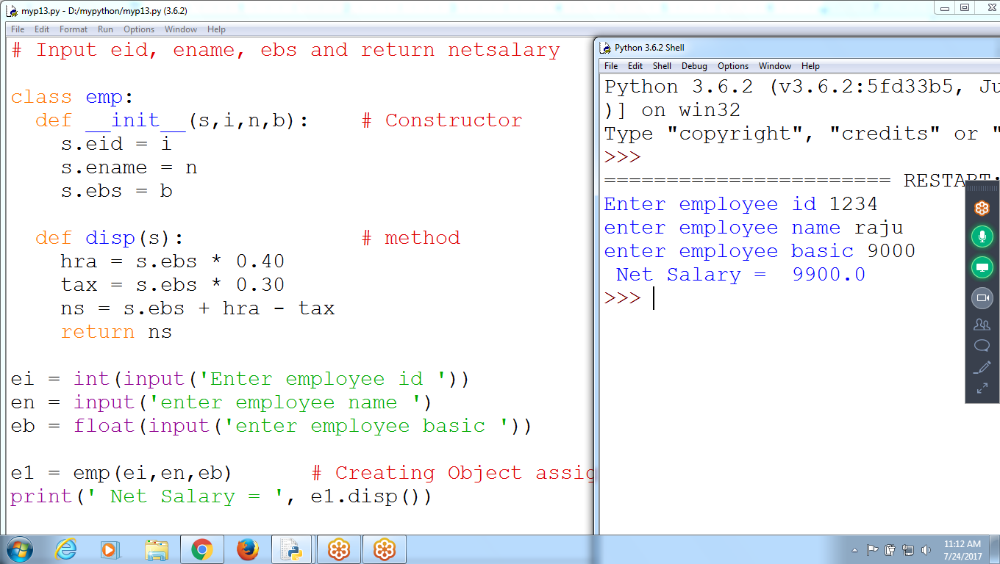 myp13.py - D:/mypython/myp13.py (3.6.2)
File Edit Format Run Options Window Help
# Input eid, ename, ebs and return netsalary
class emp:
def __init__(s,i,n,b): # Constructor
s.eid = i
s.ename = n
s.ebs = b
def disp(s): # method
hra = s.ebs * 0.40
tax = s.ebs * 0.30
ns = s.ebs + hra - tax
return ns
ei = int(input('Enter employee id '))
en = input('enter employee name ')
eb = float(input('enter employee basic '))
e1 = emp(ei,en,eb) # Creating Object assig
print(' Net Salary = ', e1.disp())
Python 3.6.2 Shell
File Edit Shell Debug Options Window Help
Python 3.6.2 (v3.6.2:5fd33b5, Ju
)] on win32
Type "copyright", "credits" or "
>>>
======================= RESTART:
Enter employee id 1234
enter employee name raju
enter employee basic 9000
Net Salary = 9900.0
>>>
11:12 AM
7/24/2017